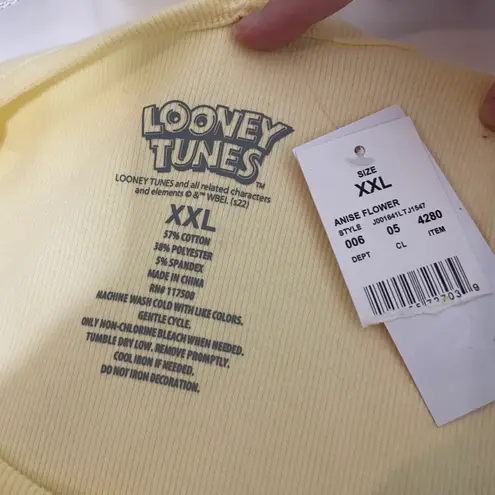 LOONEY
TUNES™
LOONEY TUNES and all related characters
and elements © &™ WBEI. (s22)
XXL
57% COTTON
38% POLYESTER
5% SPANDEX
MADE IN CHINA
RN# 117508
MACHINE WASH COLD WITH LIKE COLORS.
GENTLE CYCLE.
ONLY NON-CHLORINE BLEACH WHEN NEEDED.
TUMBLE DRY LOW. REMOVE PROMPTLY.
COOL IRON IF NEEDED.
DO NOT IRON DECORATION.
SIZE
XXL
ANISE FLOWER
STYLE J001641LTJ1547
006 05 4280
DEPT CL ITEM